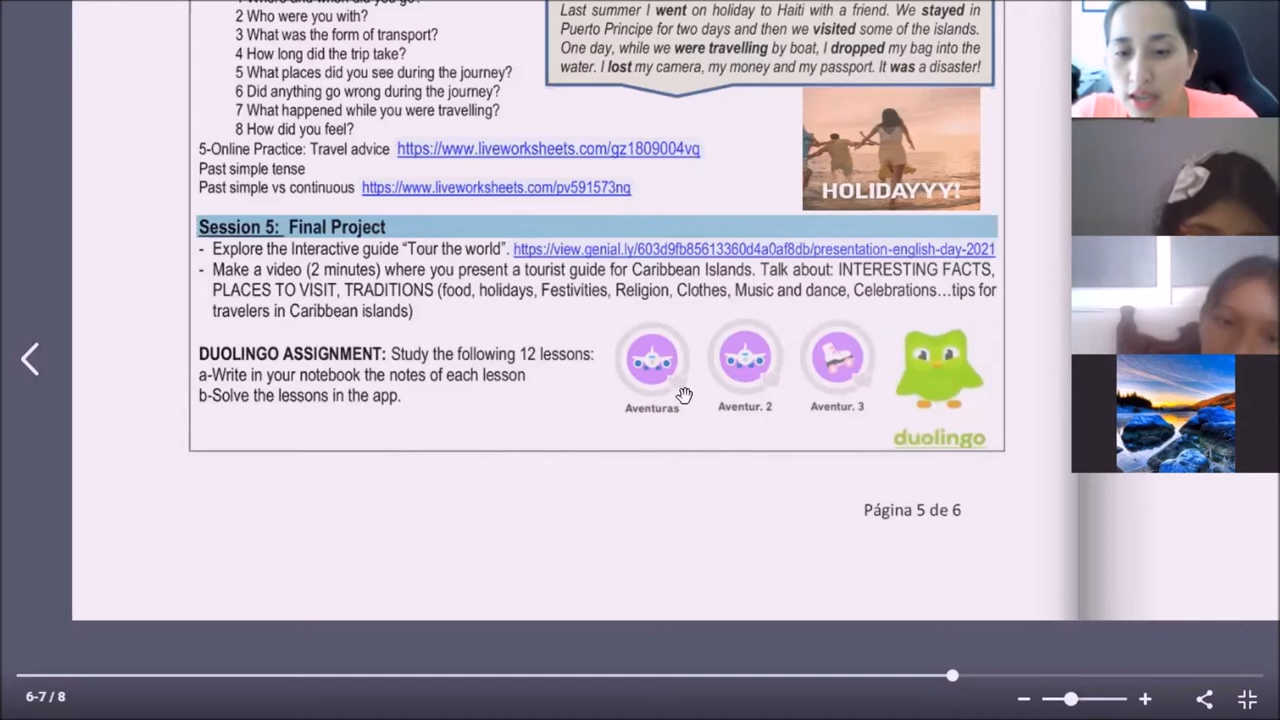 1 Where and when did you go?
2 Who were you with?
3 What was the form of transport?
4 How long did the trip take?
5 What places did you see during the journey?
6 Did anything go wrong during the journey?
7 What happened while you were travelling?
8 How did you feel?
Last summer I went on holiday to Haiti with a friend. We stayed in
Puerto Principe for two days and then we visited some of the islands.
One day, while we were travelling by boat, I dropped my bag into the
water. I lost my camera, my money and my passport. It was a disaster!
HOLIDAYYY!
5-Online Practice: Travel advice https://www.liveworksheets.com/gz1809004vq
Past simple tense
Past simple vs continuous https://www.liveworksheets.com/pv591573nq
Session 5: Final Project
- Explore the Interactive guide “Tour the world”. https://view.genial.ly/603d9fb85613360d4a0af8db/presentation-english-day-2021
- Make a video (2 minutes) where you present a tourist guide for Caribbean Islands. Talk about: INTERESTING FACTS,
PLACES TO VISIT, TRADITIONS (food, holidays, Festivities, Religion, Clothes, Music and dance, Celebrations…tips for
travelers in Caribbean islands)
DUOLINGO ASSIGNMENT: Study the following 12 lessons:
a-Write in your notebook the notes of each lesson
b-Solve the lessons in the app.
Aventuras
Aventur. 2
Aventur. 3
duolingo
Página 5 de 6
6-7 / 8